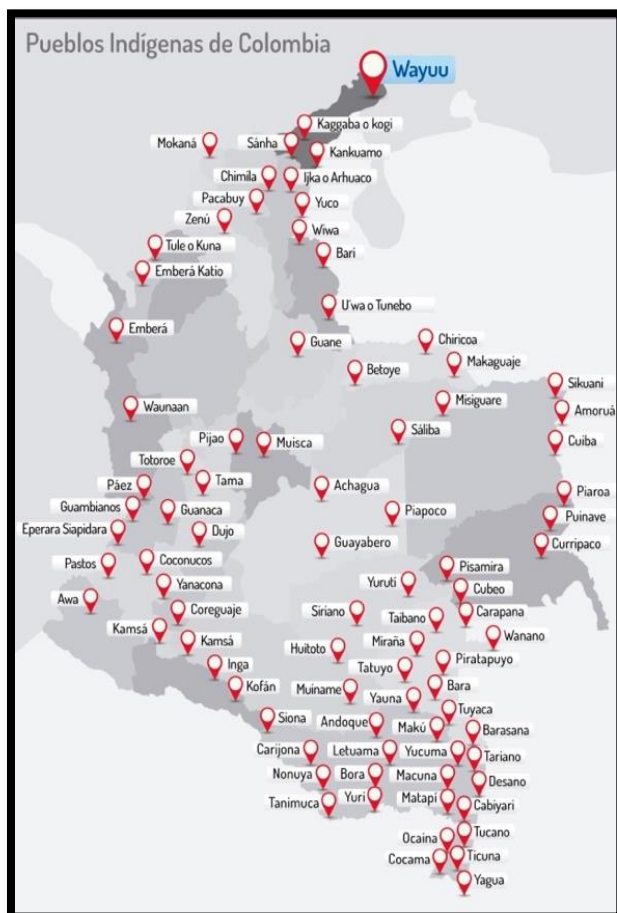 Pueblos Indígenas de Colombia
Wayuu
Kaggaba o kogi
Mokaná
Sánha
Kankuamo
Chimila
Ijka o Arhuaco
Pacabuy
Yuco
Zenú
Wiwa
Tule o Kuna
Bari
Emberá Katio
U'wa o Tunebo
Emberá
Guane
Chiricoa
Makaguaje
Betoye
Sikuani
Misiguare
Amoruá
Waunaan
Sáliba
Cuiba
Pijao
Muisca
Totoroe
Tama
Achagua
Páez
Piaroa
Guambianos
Guanaca
Piapoco
Puinave
Eperara Siapidara
Dujo
Guayabero
Curripaco
Pastos
Coconucos
Pisamira
Yanacona
Yuruti
Cubeo
Awa
Coreguaje
Siriano
Taibano
Carapana
Kamsá
Kamsá
Miraña
Wanano
Huitoto
Inga
Tatuyo
Piratapuyo
Kofán
Muiname
Yauna
Bara
Tuyaca
Siona
Andoque
Makú
Barasana
Carijona
Letuama
Yucuma
Tariano
Nonuya
Bora
Macuna
Desano
Tanimuca
Yuri
Matapi
Cabiyari
Ocaina
Tucano
Cocama
Ticuna
Yagua